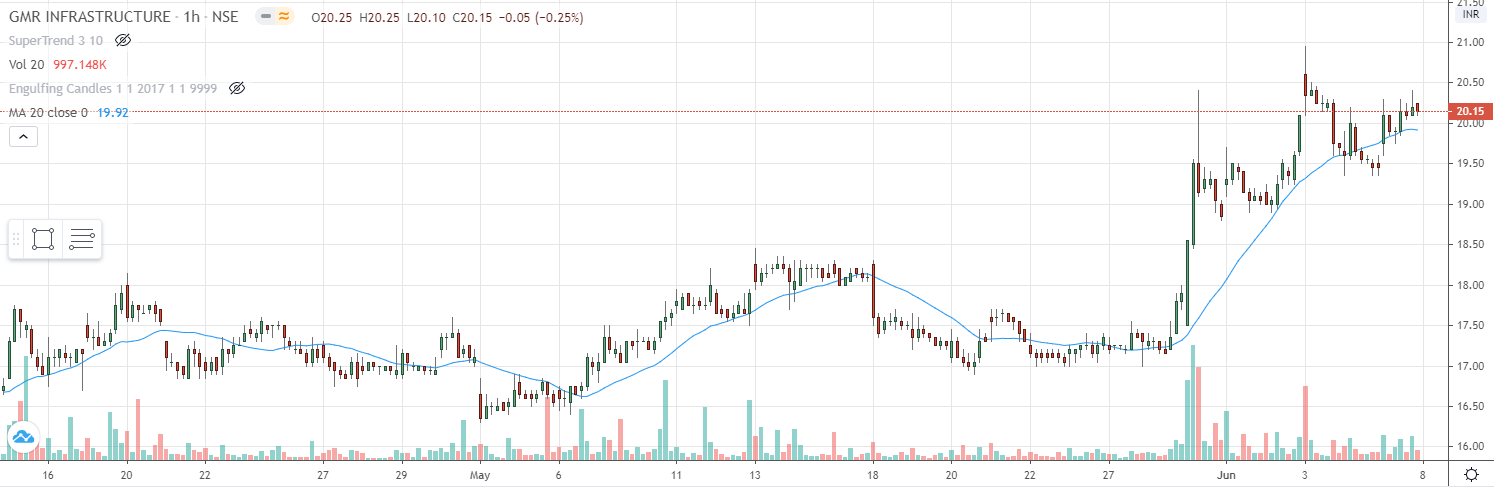 GMR INFRASTRUCTURE · 1h · NSE O20.25 H20.25 L20.10 C20.15 −0.05 (−0.25%)
SuperTrend 3 10
Vol 20 997.148K
Engulfing Candles 1 1 2017 1 1 9999
MA 20 close 0 19.92
21.50
INR
21.00
20.50
20.15
20.00
19.50
19.00
18.50
18.00
17.50
17.00
16.50
16.00
16 20 22 27 29 May 6 11 13 18 20 22 27 Jun 3 8